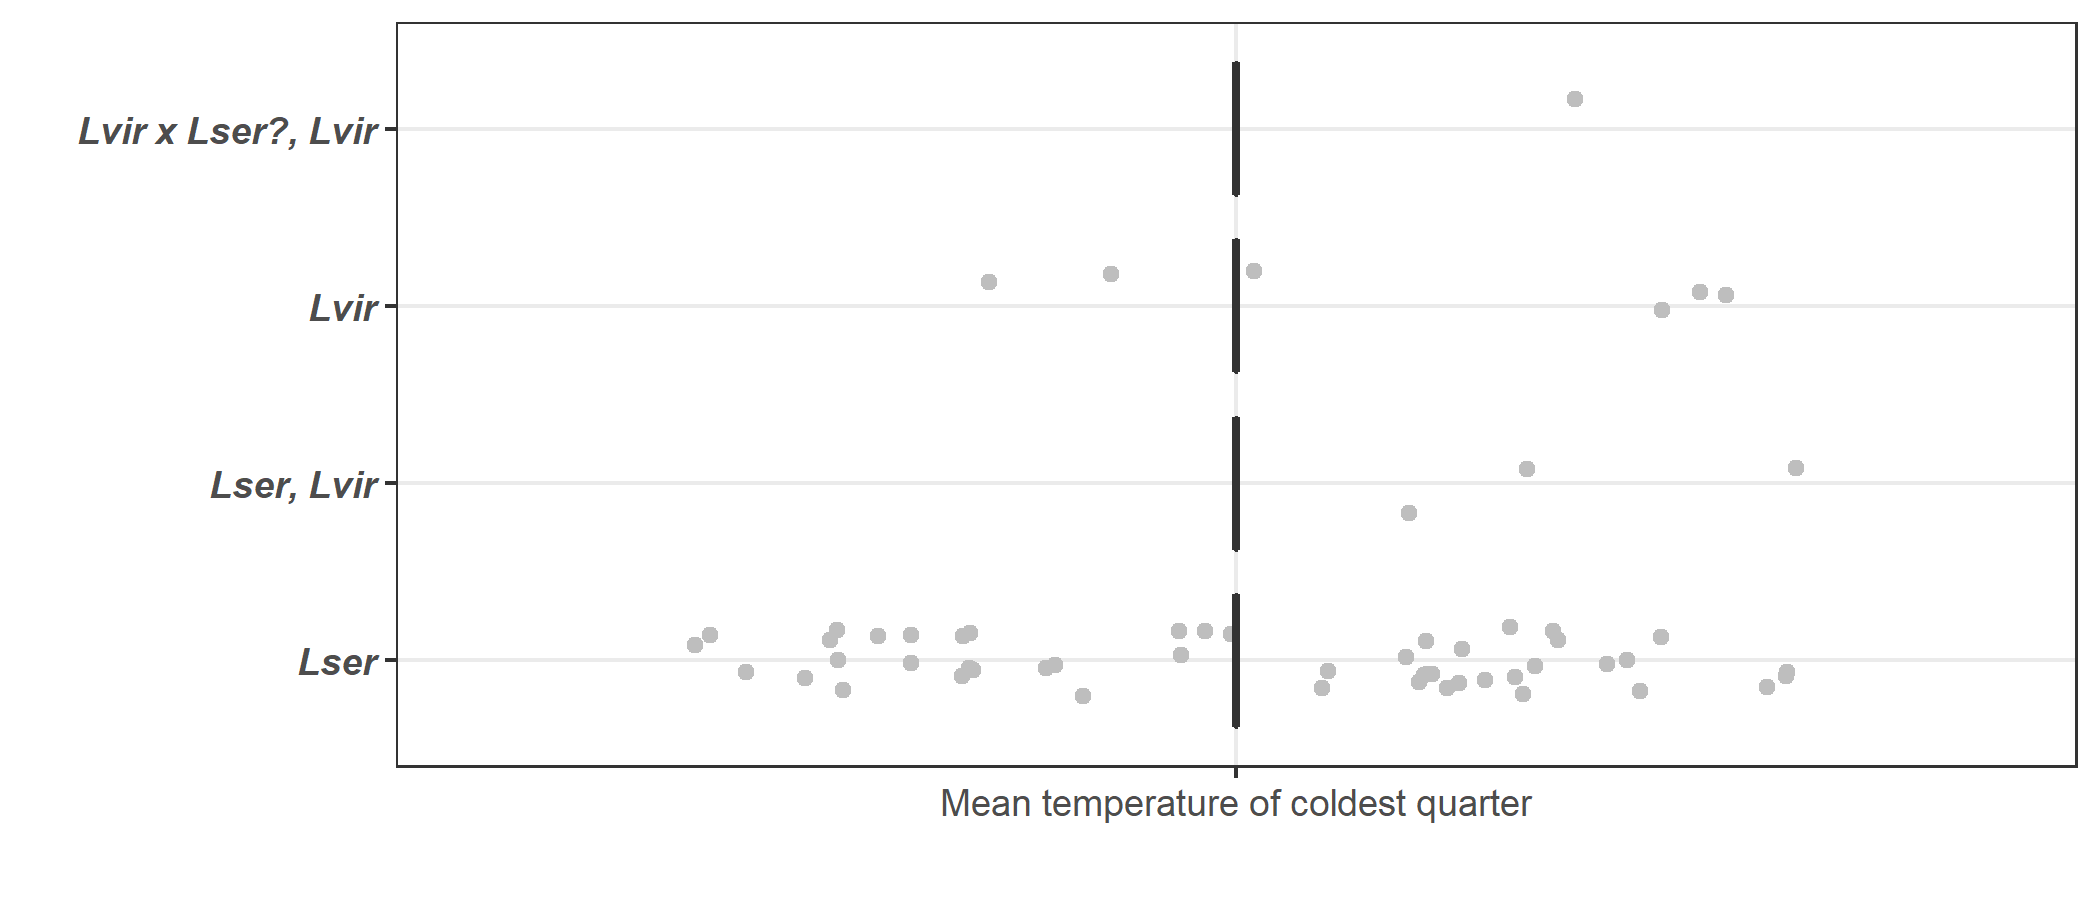 Lvir x Lser?, Lvir
Lvir
Lser, Lvir
Lser
Mean temperature of coldest quarter